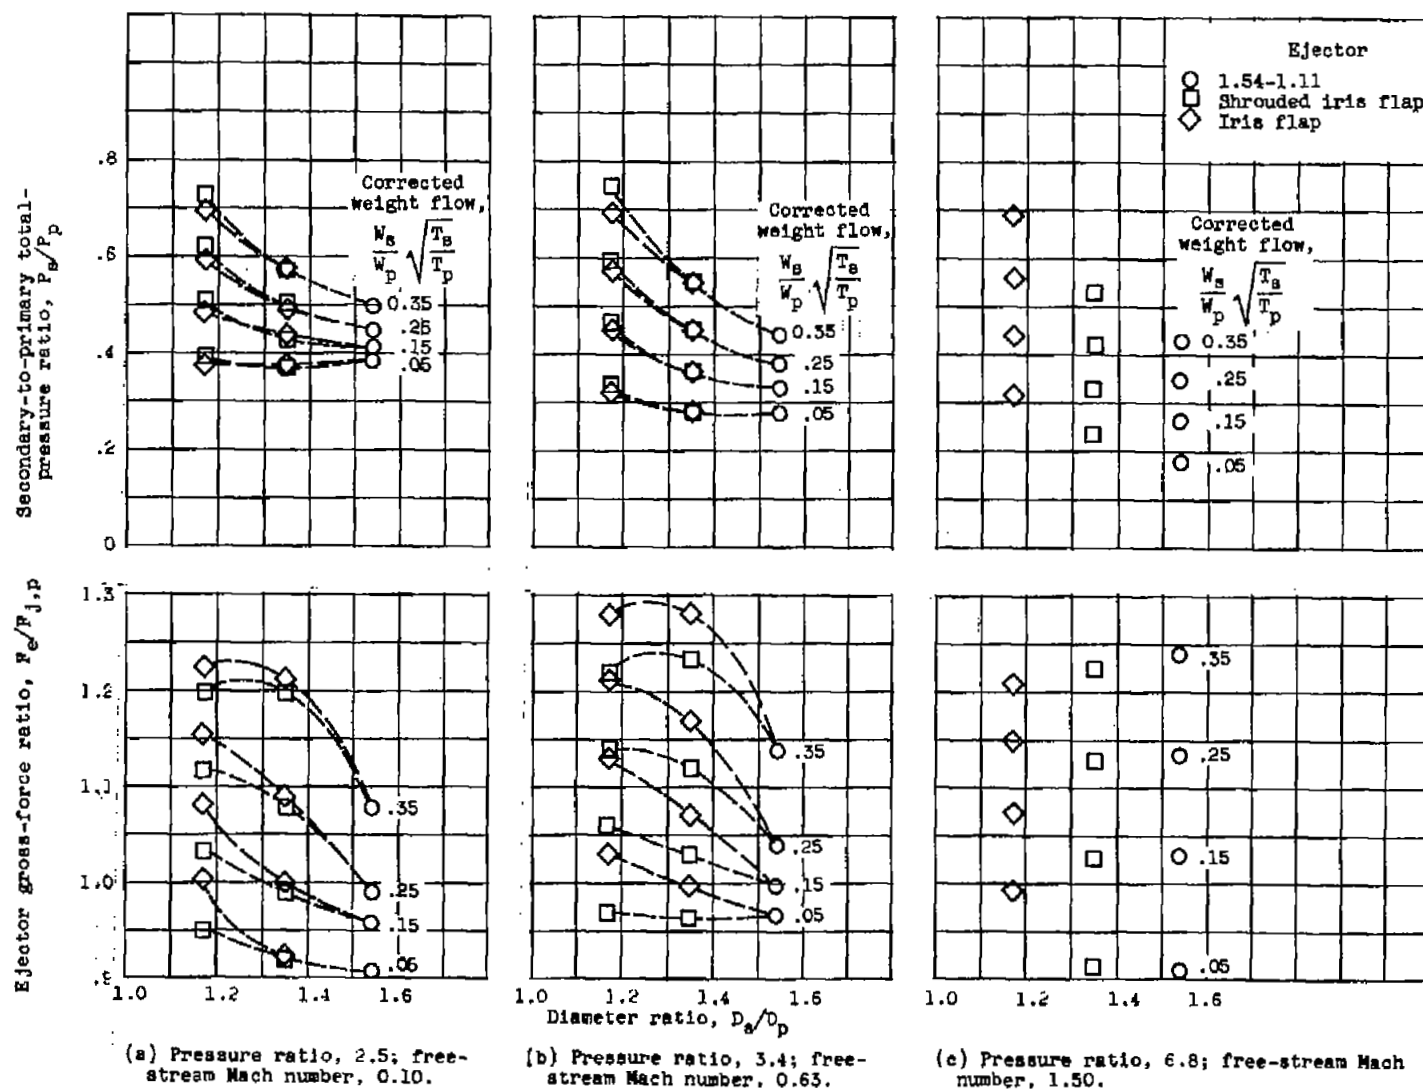 Ejector
1.54-1.11
Shrouded iris flap
Iris flap
Secondary-to-primary total-
pressure ratio, Ps/Pp
.8
.6
.4
.2
0
Corrected
weight flow,
Ws/Wp √Ts/Tp
0.35
.25
.15
.05
Corrected
weight flow,
Ws/Wp √Ts/Tp
0.35
.25
.15
.05
Corrected
weight flow,
Ws/Wp √Ts/Tp
0.35
.25
.15
.05
Ejector gross-force ratio, Fe/Fj,p
1.3
1.2
1.1
1.0
.9
.35
.25
.15
.05
.35
.25
.15
.05
.35
.25
.15
.05
1.0 1.2 1.4 1.6
1.0 1.2 1.4 1.6
1.0 1.2 1.4 1.6
Diameter ratio, Ds/Dp
(a) Pressure ratio, 2.5; free-
stream Mach number, 0.10.
(b) Pressure ratio, 3.4; free-
stream Mach number, 0.63.
(c) Pressure ratio, 6.8; free-stream Mach
number, 1.50.